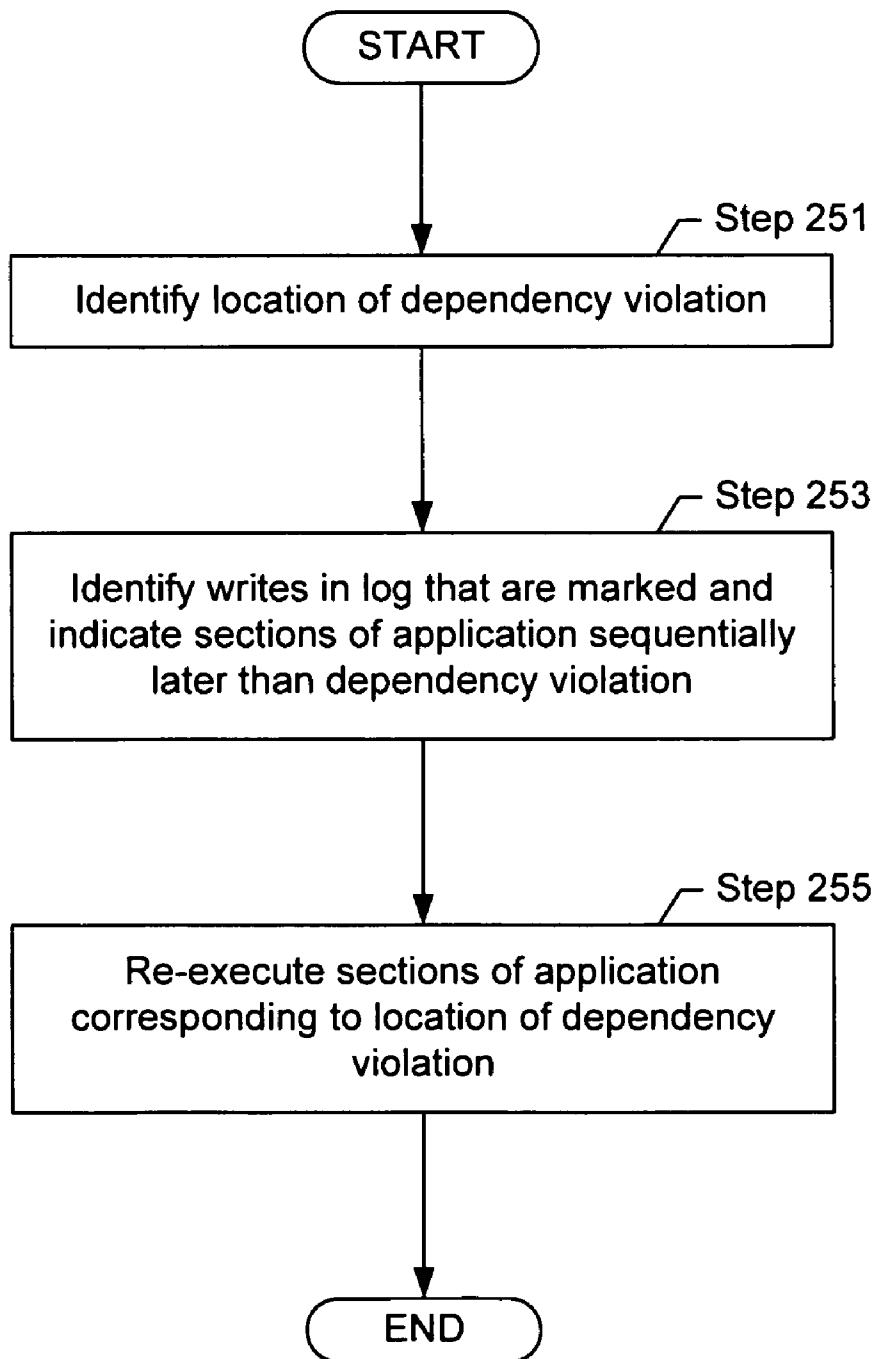 START
Step 251
Identify location of dependency violation
Step 253
Identify writes in log that are marked and
indicate sections of application sequentially
later than dependency violation
Step 255
Re-execute sections of application
corresponding to location of dependency
violation
END